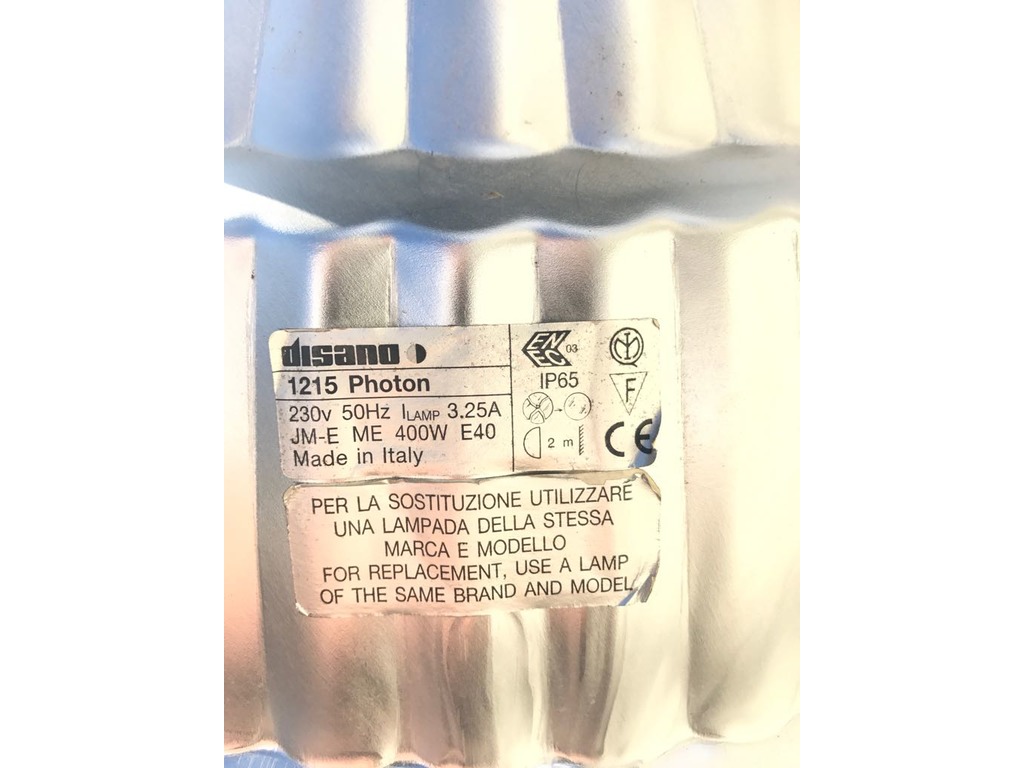 disano
1215 Photon
230v 50Hz ILAMP 3.25A
JM-E ME 400W E40
Made in Italy
ENEC 03
IP65
2 m
F
CE
PER LA SOSTITUZIONE UTILIZZARE
UNA LAMPADA DELLA STESSA
MARCA E MODELLO
FOR REPLACEMENT, USE A LAMP
OF THE SAME BRAND AND MODEL